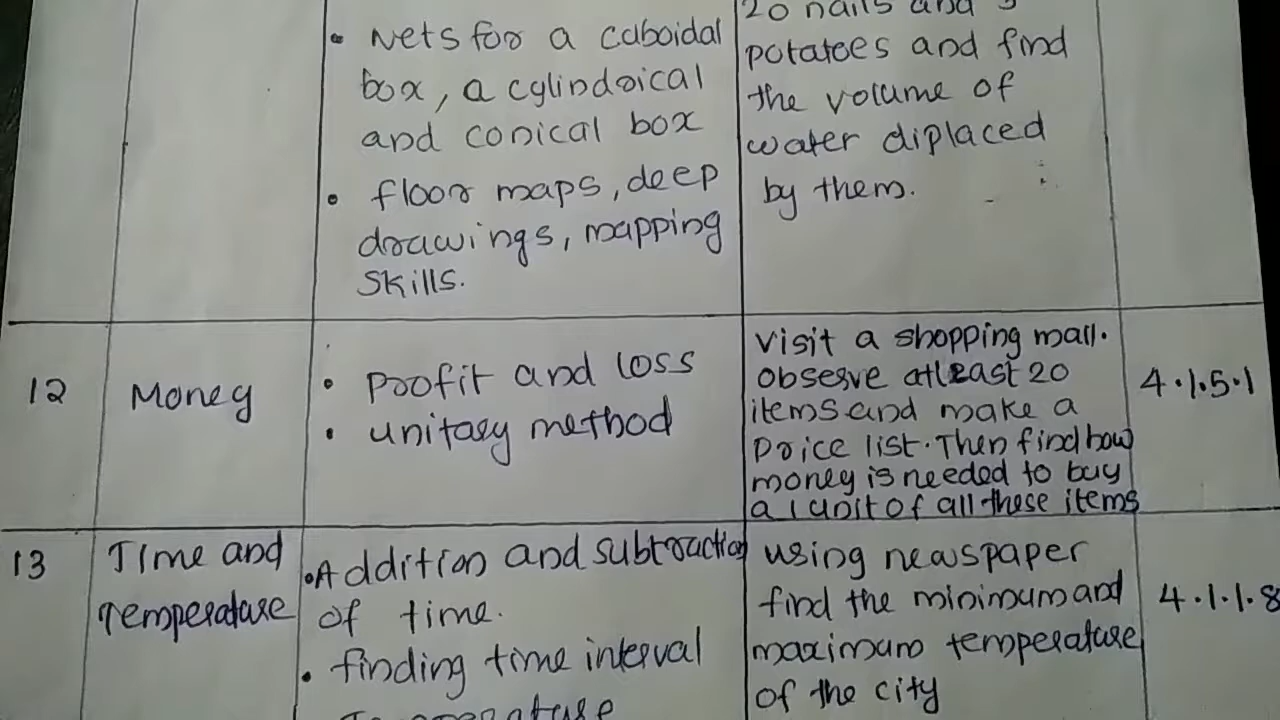 • Nets for a cuboidal
box, a cylindrical
and conical box
• floor maps, deep
drawings, mapping
skills.
20 nails and
potatoes and find
the volume of
water diplaced
by them.
12
Money
• Profit and loss
• unitary method
visit a shopping mall.
Observe atleast 20
items and make a
price list. Then find how
money is needed to buy
a 1 unit of all these items
4.1.5.1
13
Time and
Temperature
• Addition and subtraction
of time.
• finding time interval
using newspaper
find the minimum and
maximum temperature
of the city
4.1.1.8